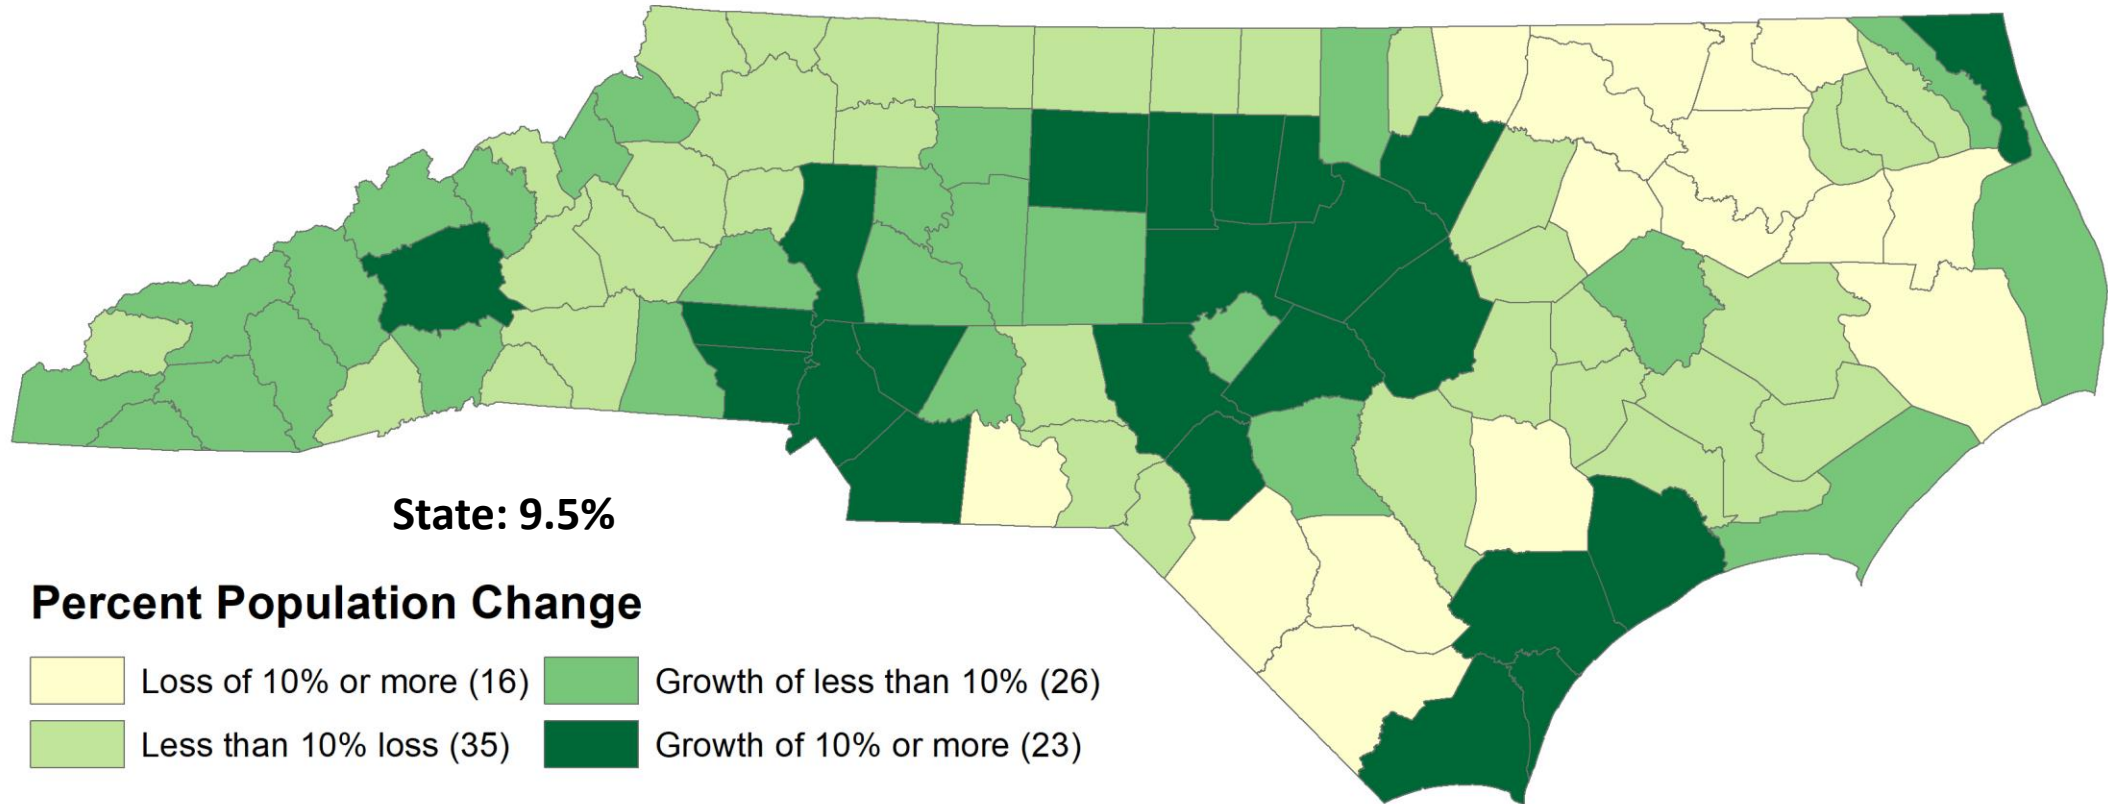 State: 9.5%
Percent Population Change
Loss of 10% or more (16)
Growth of less than 10% (26)
Less than 10% loss (35)
Growth of 10% or more (23)